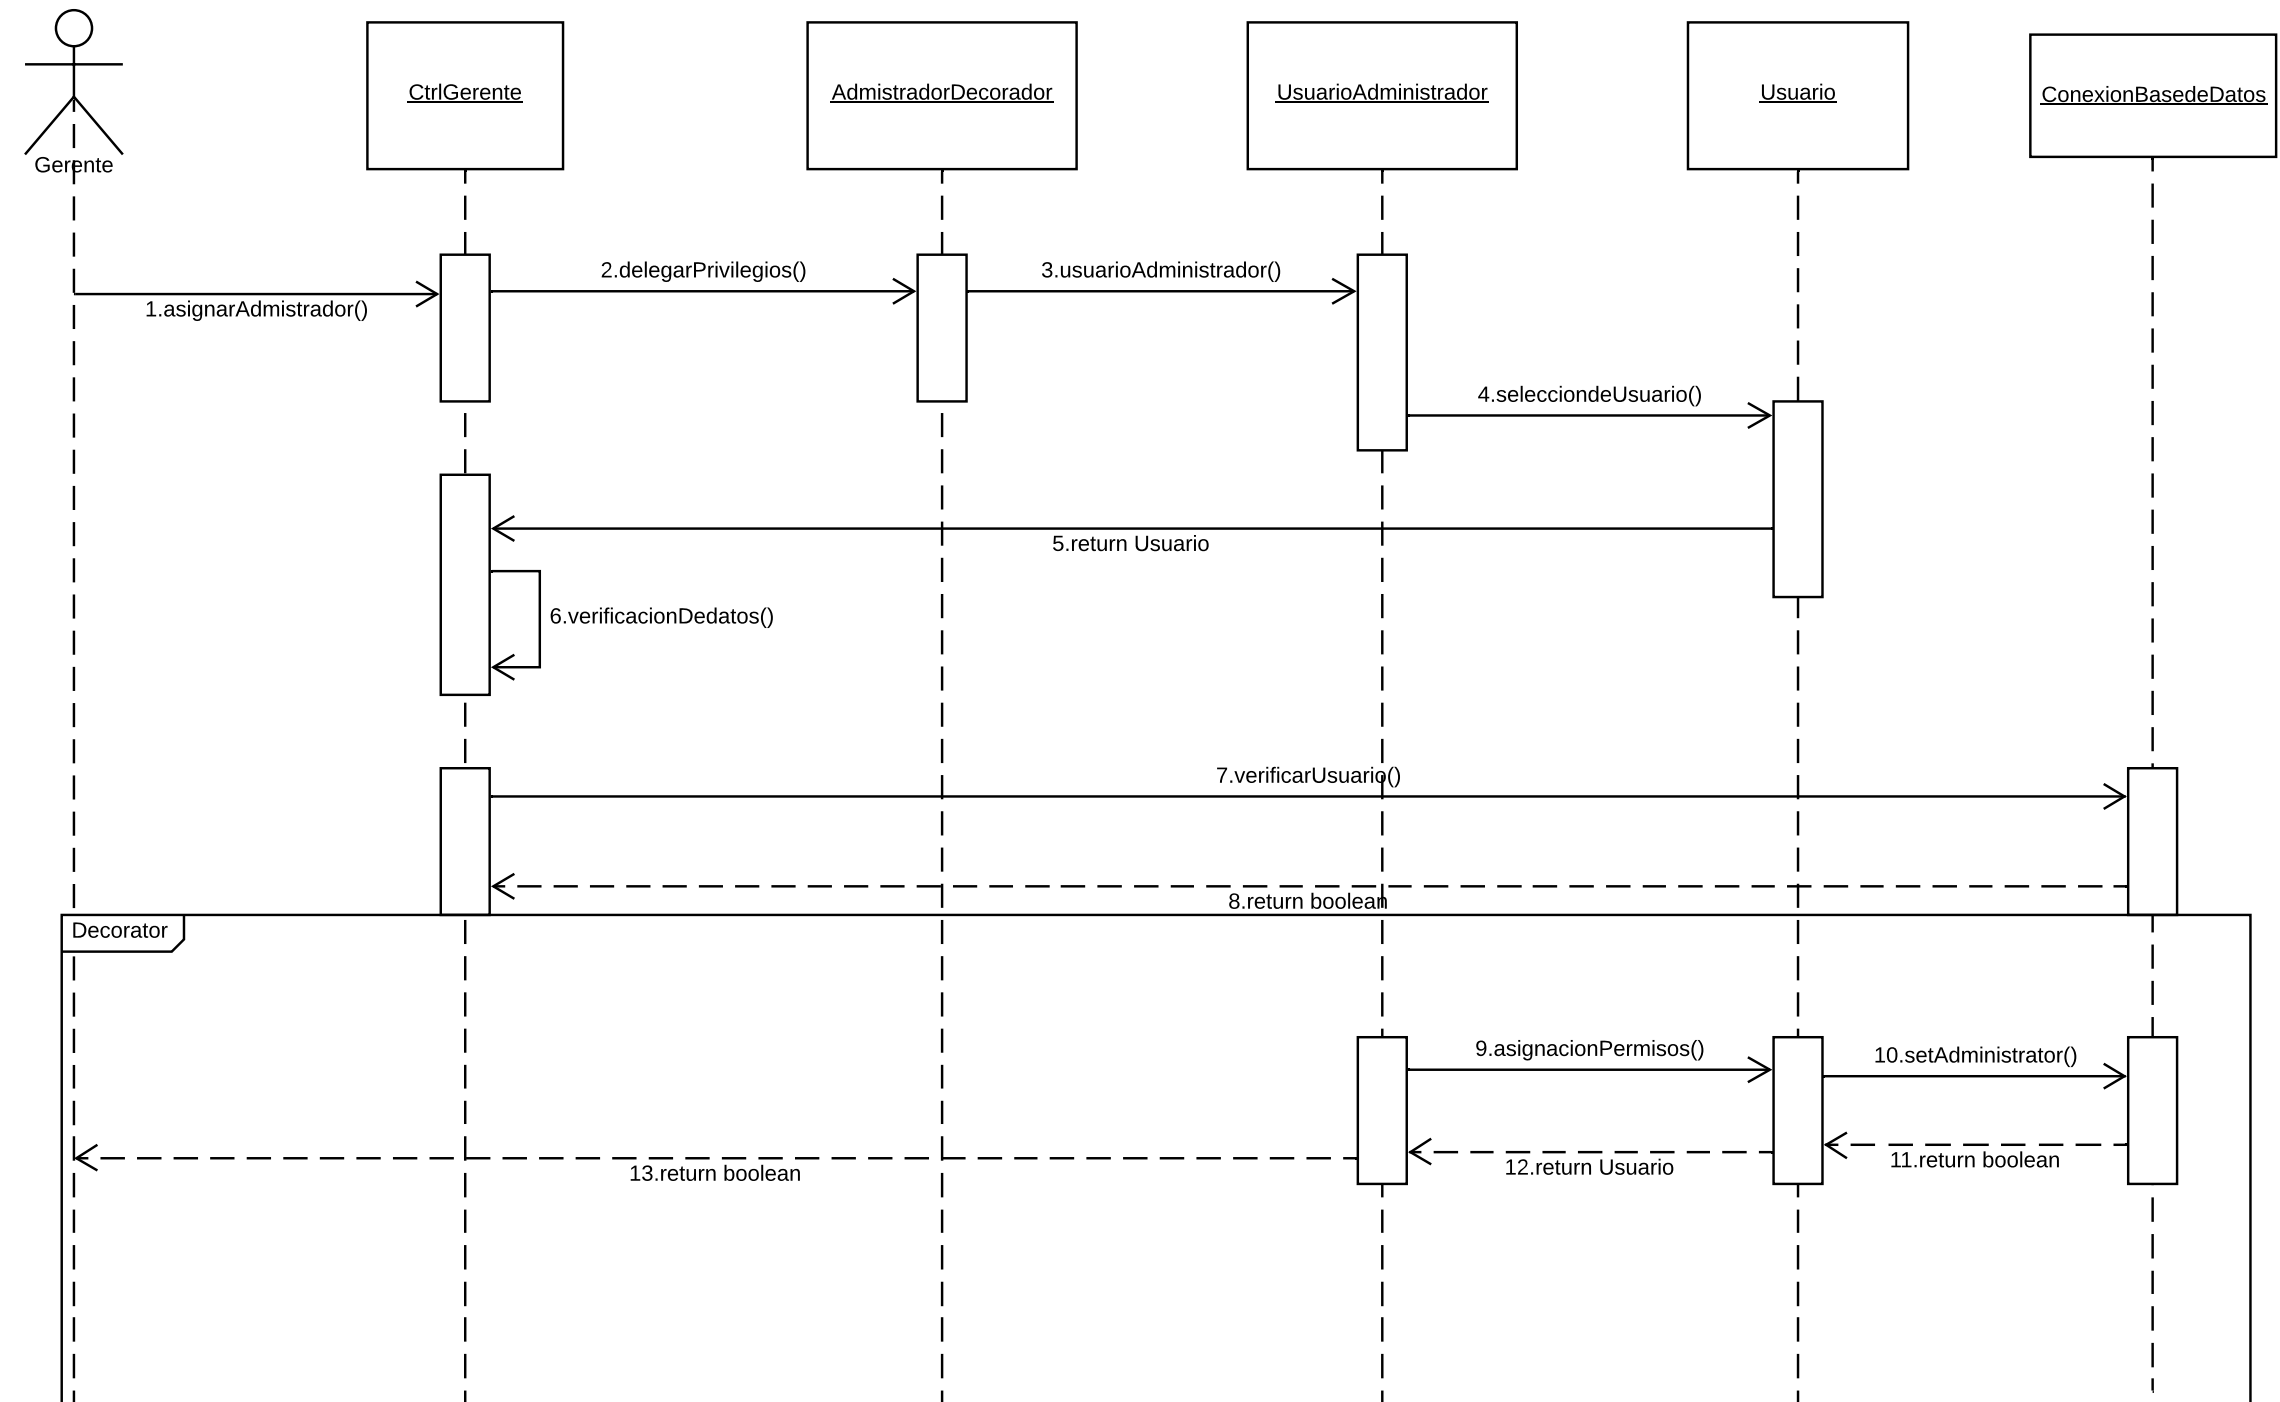 Gerente
CtrlGerente
AdmistradorDecorador
UsuarioAdministrador
Usuario
ConexionBasedeDatos
1.asignarAdmistrador()
2.delegarPrivilegios()
3.usuarioAdministrador()
4.selecciondeUsuario()
5.return Usuario
6.verificacionDedatos()
7.verificarUsuario()
8.return boolean
Decorator
9.asignacionPermisos()
10.setAdministrator()
11.return boolean
12.return Usuario
13.return boolean